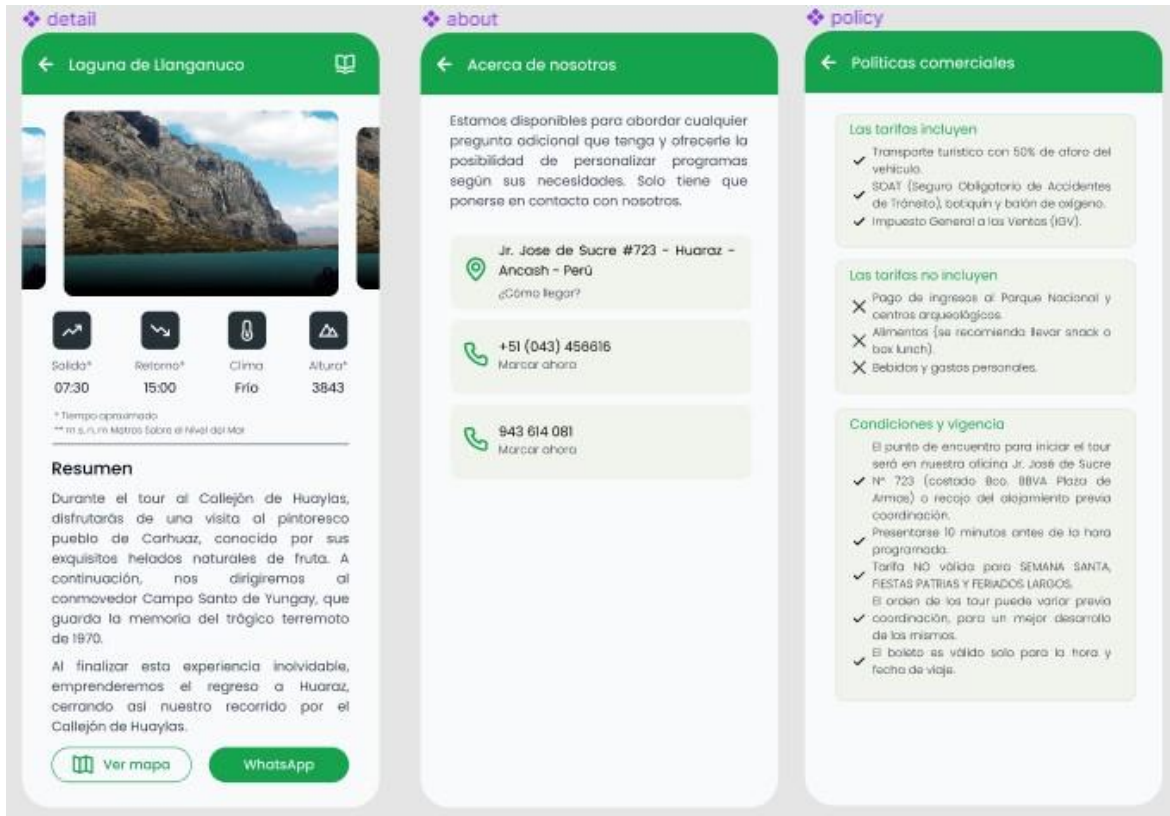 detail
Laguna de Llanganuco
Salida*
Retorno*
Clima
Altura*
07:30
15:00
Frío
3843
* Tiempo aproximado
** m s. n. m Metros Sobre el Nivel del Mar
Resumen
Durante el tour al Callejón de Huaylas,
disfrutarás de una visita al pintoresco
pueblo de Carhuaz, conocido por sus
exquisitos helados naturales de fruta. A
continuación, nos dirigiremos al
conmovedor Campo Santo de Yungay, que
guarda la memoria del trágico terremoto
de 1970.
Al finalizar esta experiencia inolvidable,
emprenderemos el regreso a Huaraz,
cerrando así nuestro recorrido por el
Callejón de Huaylas.
Ver mapa
WhatsApp
about
Acerca de nosotros
Estamos disponibles para abordar cualquier
pregunta adicional que tenga y ofrecerle la
posibilidad de personalizar programas
según sus necesidades. Solo tiene que
ponerse en contacto con nosotros.
Jr. Jose de Sucre #723 - Huaraz -
Ancash - Perú
¿Cómo llegar?
+51 (043) 456616
Marcar ahora
943 614 081
Marcar ahora
policy
Políticas comerciales
Las tarifas incluyen
Transporte turístico con 50% de aforo del
vehículo.
SOAT (Seguro Obligatorio de Accidentes
de Tránsito), botiquín y balón de oxígeno.
Impuesto General a las Ventas (IGV).
Las tarifas no incluyen
Pago de ingresos al Parque Nacional y
centros arqueológicos.
Alimentos (se recomienda llevar snack o
box lunch).
Bebidas y gastos personales.
Condiciones y vigencia
El punto de encuentro para iniciar el tour
será en nuestra oficina Jr. José de Sucre
N° 723 (costado Bco. BBVA Plaza de
Armas) o recojo del alojamiento previa
coordinación.
Presentarse 10 minutos antes de la hora
programada.
Tarifa NO válida para SEMANA SANTA,
FIESTAS PATRIAS Y FERIADOS LARGOS.
El orden de los tour puede variar previa
coordinación, para un mejor desarrollo
de los mismos.
El boleto es válido solo para la hora y
fecha de viaje.